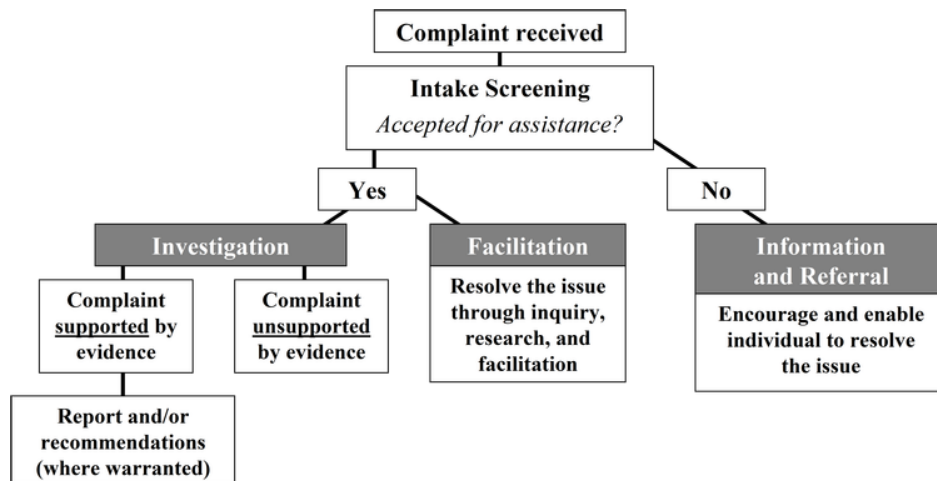 Complaint received
Intake Screening
Accepted for assistance?
Yes
No
Investigation
Facilitation
Information
and Referral
Complaint
supported by
evidence
Complaint
unsupported
by evidence
Resolve the issue
through inquiry,
research, and
facilitation
Encourage and enable
individual to resolve
the issue
Report and/or
recommendations
(where warranted)